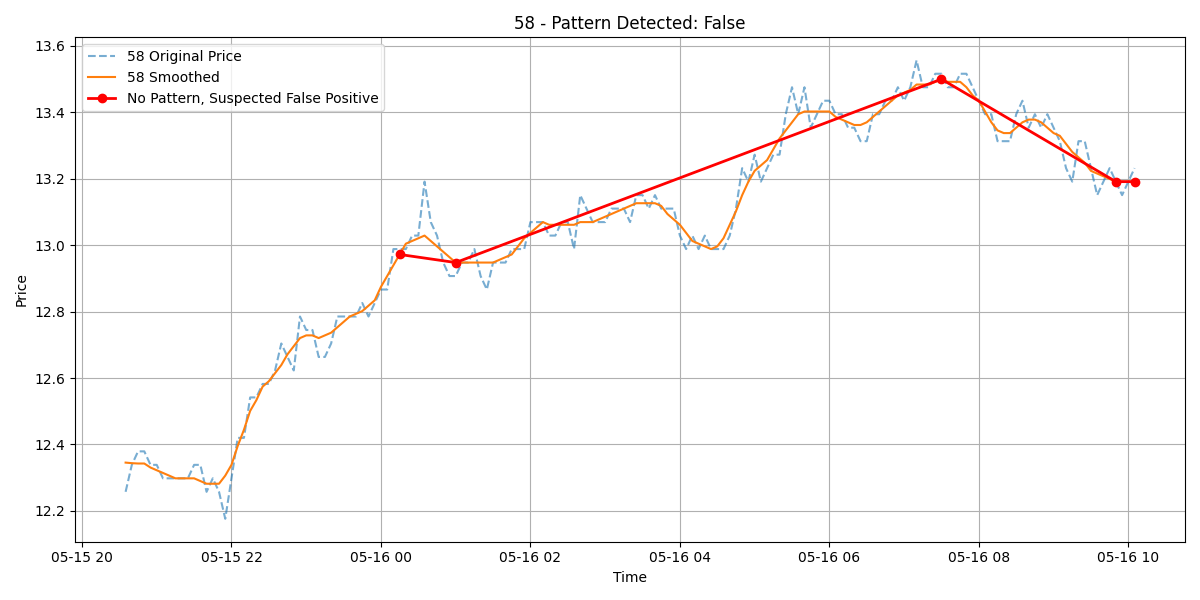 58 - Pattern Detected: False
58 Original Price
58 Smoothed
No Pattern, Suspected False Positive
Price
13.6
13.4
13.2
13.0
12.8
12.6
12.4
12.2
05-15 20 05-15 22 05-16 00 05-16 02 05-16 04 05-16 06 05-16 08 05-16 10
Time